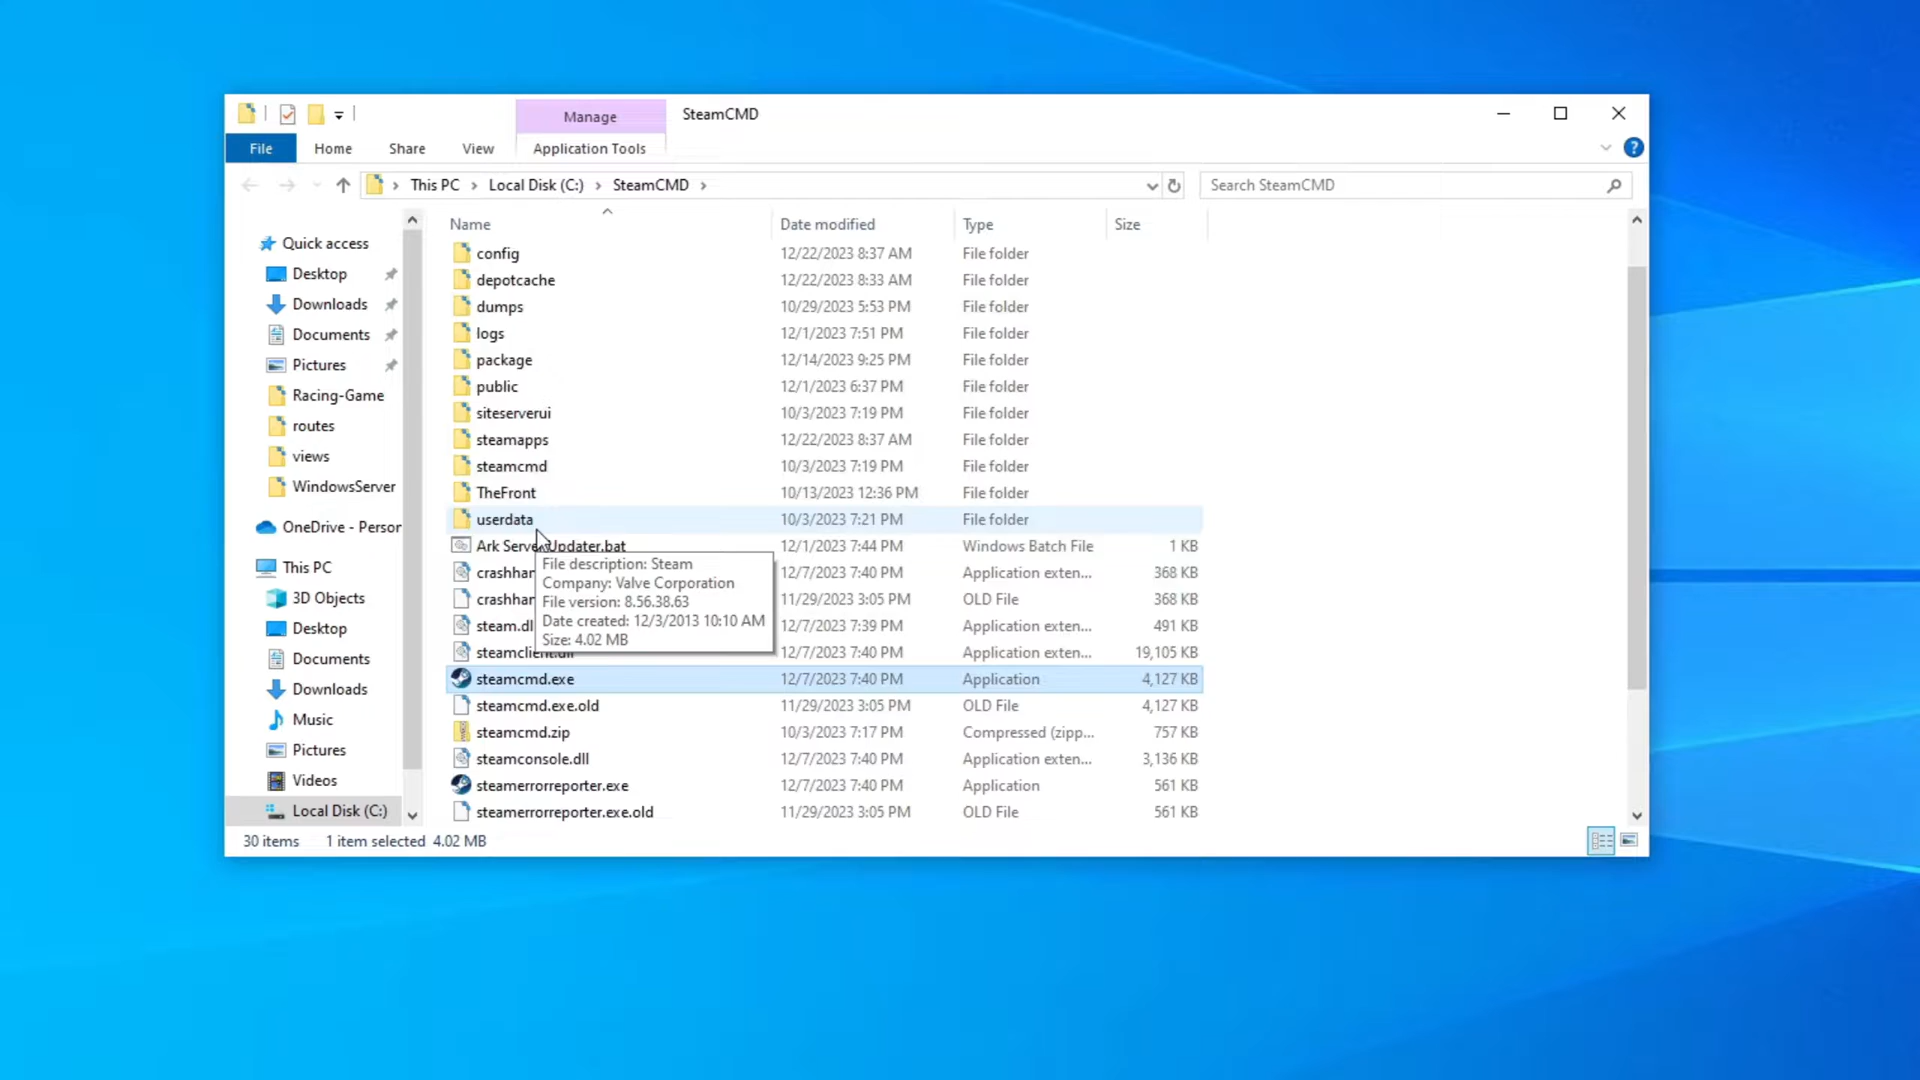 Manage SteamCMD
File Home Share View Application Tools
This PC Local Disk (C:) SteamCMD Search SteamCMD
Name Date modified Type Size
Quick access
Desktop
Downloads
Documents
Pictures
Racing-Game
routes
views
WindowsServer
OneDrive - Person
This PC
3D Objects
Desktop
Documents
Downloads
Music
Pictures
Videos
Local Disk (C:)
config 12/22/2023 8:37 AM File folder
depotcache 12/22/2023 8:33 AM File folder
dumps 10/29/2023 5:53 PM File folder
logs 12/1/2023 7:51 PM File folder
package 12/14/2023 9:25 PM File folder
public 12/1/2023 6:37 PM File folder
siteserverui 10/3/2023 7:19 PM File folder
steamapps 12/22/2023 8:37 AM File folder
steamcmd 10/3/2023 7:19 PM File folder
TheFront 10/13/2023 12:36 PM File folder
userdata 10/3/2023 7:21 PM File folder
Ark Server Updater.bat 12/1/2023 7:44 PM Windows Batch File 1 KB
crashhan 12/7/2023 7:40 PM Application exten... 368 KB
crashhan 11/29/2023 3:05 PM OLD File 368 KB
steam.dl 12/7/2023 7:39 PM Application exten... 491 KB
steamclient.dll 12/7/2023 7:40 PM Application exten... 19,105 KB
File description: Steam
Company: Valve Corporation
File version: 8.56.38.63
Date created: 12/3/2013 10:10 AM
Size: 4.02 MB
steamcmd.exe 12/7/2023 7:40 PM Application 4,127 KB
steamcmd.exe.old 11/29/2023 3:05 PM OLD File 4,127 KB
steamcmd.zip 10/3/2023 7:17 PM Compressed (zipp... 757 KB
steamconsole.dll 12/7/2023 7:40 PM Application exten... 3,136 KB
steamerrorreporter.exe 12/7/2023 7:40 PM Application 561 KB
steamerrorreporter.exe.old 11/29/2023 3:05 PM OLD File 561 KB
30 items 1 item selected 4.02 MB